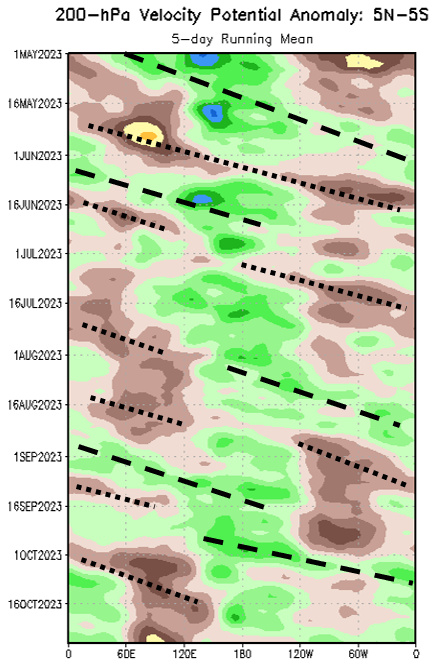 200-hPa Velocity Potential Anomaly: 5N-5S
5-day Running Mean
1MAY2023
16MAY2023
1JUN2023
16JUN2023
1JUL2023
16JUL2023
1AUG2023
16AUG2023
1SEP2023
16SEP2023
1OCT2023
16OCT2023
0 60E 120E 180 120W 60W 0